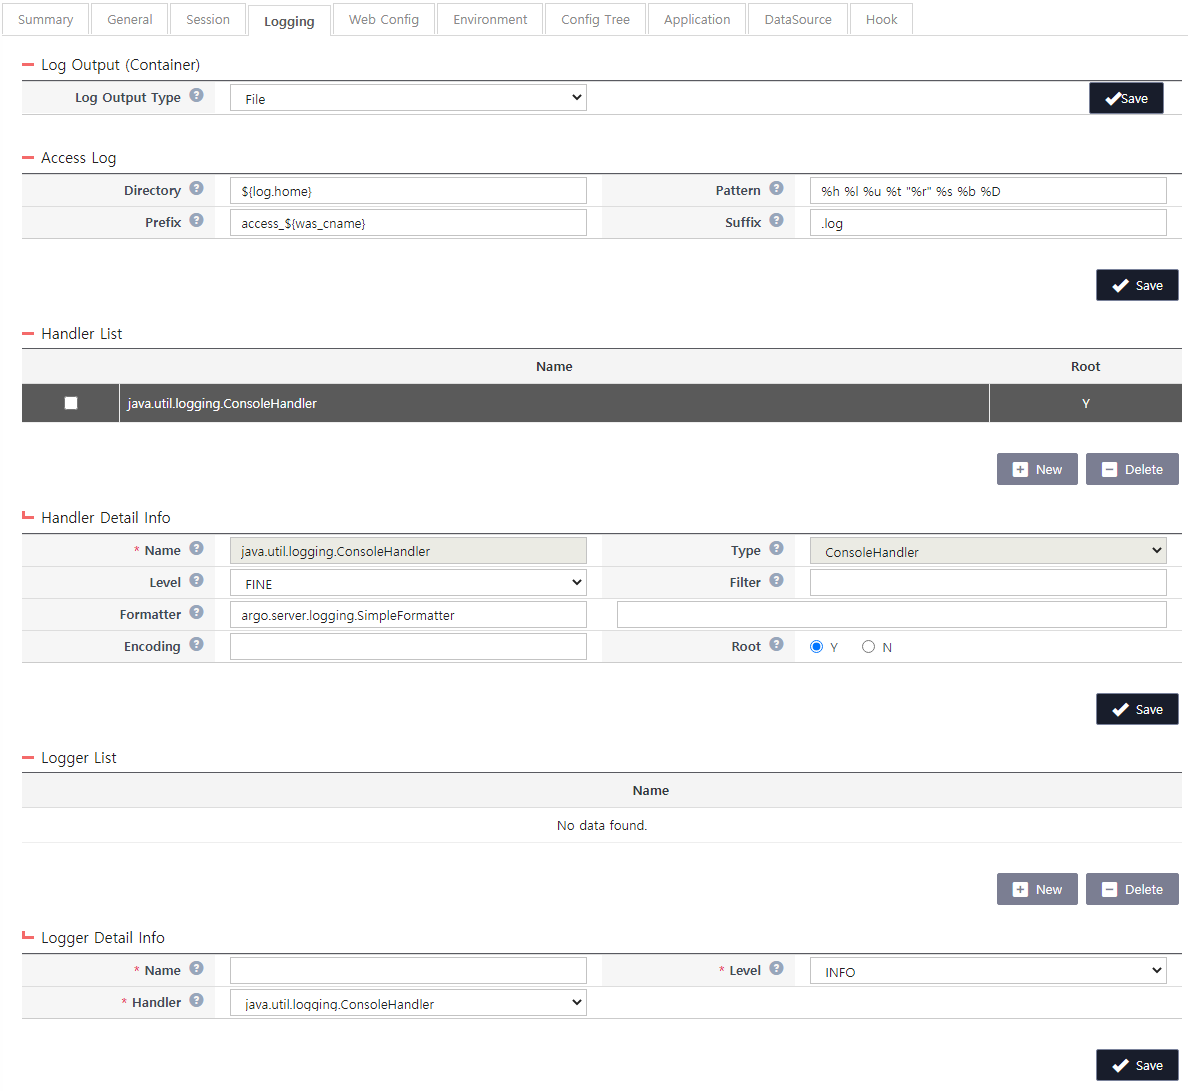 Summary General Session Logging Web Config Environment Config Tree Application DataSource Hook
Log Output (Container)
Log Output Type ? File Save
Access Log
Directory ? ${log.home} Pattern ? %h %l %u %t "%r" %s %b %D
Prefix ? access_${was_cname} Suffix ? .log
Save
Handler List
Name Root
java.util.logging.ConsoleHandler Y
New Delete
Handler Detail Info
* Name ? java.util.logging.ConsoleHandler Type ? ConsoleHandler
Level ? FINE Filter ?
Formatter ? argo.server.logging.SimpleFormatter
Encoding ? Root ? Y N
Save
Logger List
Name
No data found.
New Delete
Logger Detail Info
* Name ? * Level ? INFO
* Handler ? java.util.logging.ConsoleHandler
Save